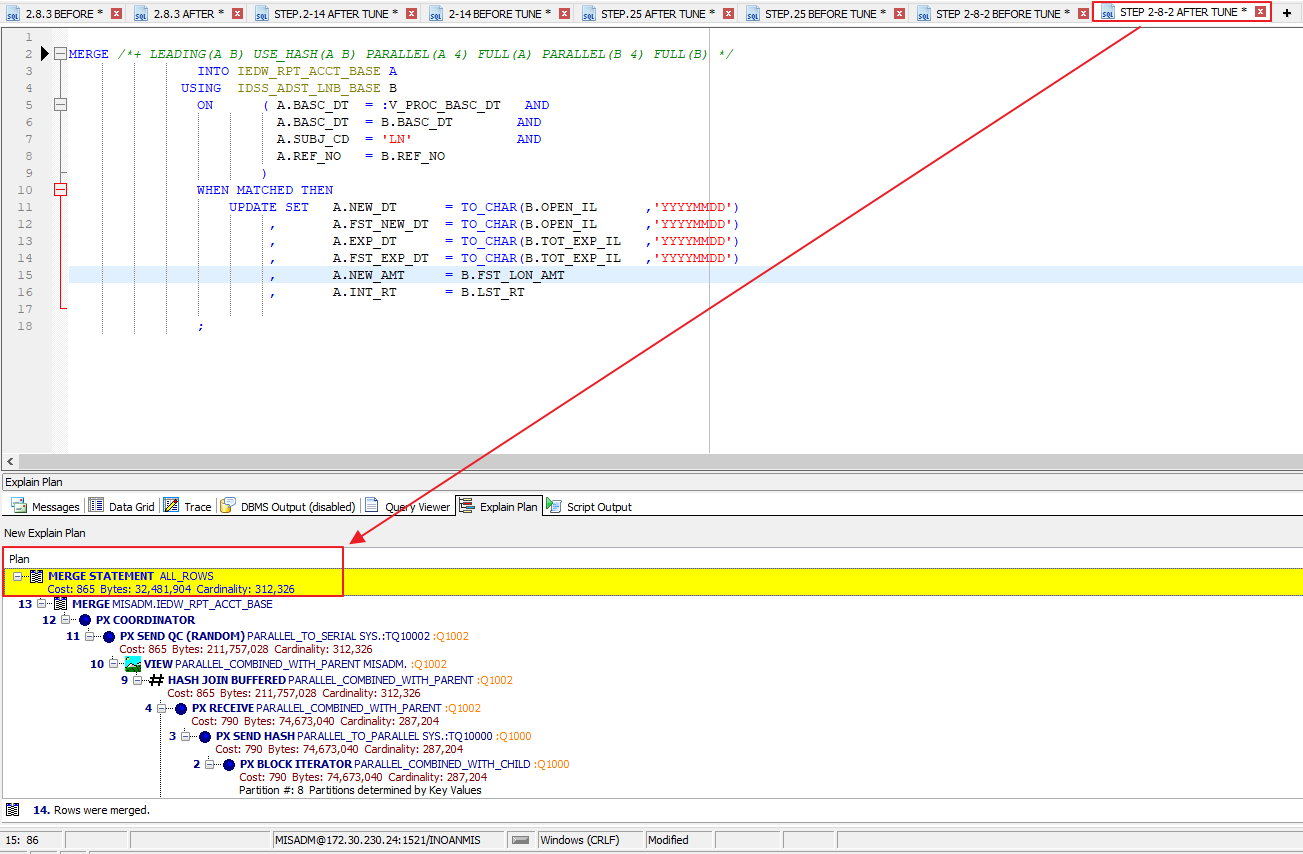 2.8.3 BEFORE * 2.8.3 AFTER * STEP.2-14 AFTER TUNE * 2-14 BEFORE TUNE * STEP.25 AFTER TUNE * STEP.25 BEFORE TUNE * STEP 2-8-2 BEFORE TUNE * STEP 2-8-2 AFTER TUNE * +
1
2 MERGE /*+ LEADING(A B) USE_HASH(A B) PARALLEL(A 4) FULL(A) PARALLEL(B 4) FULL(B) */
3 INTO IEDW_RPT_ACCT_BASE A
4 USING IDSS_ADST_LNB_BASE B
5 ON ( A.BASC_DT = :V_PROC_BASC_DT AND
6 A.BASC_DT = B.BASC_DT AND
7 A.SUBJ_CD = 'LN' AND
8 A.REF_NO = B.REF_NO
9 )
10 WHEN MATCHED THEN
11 UPDATE SET A.NEW_DT = TO_CHAR(B.OPEN_IL ,'YYYYMMDD')
12 , A.FST_NEW_DT = TO_CHAR(B.OPEN_IL ,'YYYYMMDD')
13 , A.EXP_DT = TO_CHAR(B.TOT_EXP_IL ,'YYYYMMDD')
14 , A.FST_EXP_DT = TO_CHAR(B.TOT_EXP_IL ,'YYYYMMDD')
15 , A.NEW_AMT = B.FST_LON_AMT
16 , A.INT_RT = B.LST_RT
17
18 ;
Explain Plan
Messages Data Grid Trace DBMS Output (disabled) Query Viewer Explain Plan Script Output
New Explain Plan
Plan
MERGE STATEMENT ALL_ROWS
Cost: 865 Bytes: 32,481,904 Cardinality: 312,326
13 MERGE MISADM.IEDW_RPT_ACCT_BASE
12 PX COORDINATOR
11 PX SEND QC (RANDOM) PARALLEL_TO_SERIAL SYS.:TQ10002 :Q1002
Cost: 865 Bytes: 211,757,028 Cardinality: 312,326
10 VIEW PARALLEL_COMBINED_WITH_PARENT MISADM. :Q1002
9 HASH JOIN BUFFERED PARALLEL_COMBINED_WITH_PARENT :Q1002
Cost: 865 Bytes: 211,757,028 Cardinality: 312,326
4 PX RECEIVE PARALLEL_COMBINED_WITH_PARENT :Q1002
Cost: 790 Bytes: 74,673,040 Cardinality: 287,204
3 PX SEND HASH PARALLEL_TO_PARALLEL SYS.:TQ10000 :Q1000
Cost: 790 Bytes: 74,673,040 Cardinality: 287,204
2 PX BLOCK ITERATOR PARALLEL_COMBINED_WITH_CHILD :Q1000
Cost: 790 Bytes: 74,673,040 Cardinality: 287,204
Partition #: 8 Partitions determined by Key Values
14. Rows were merged.
15: 86 MISADM@172.30.230.24:1521/INOANMIS Windows (CRLF) Modified